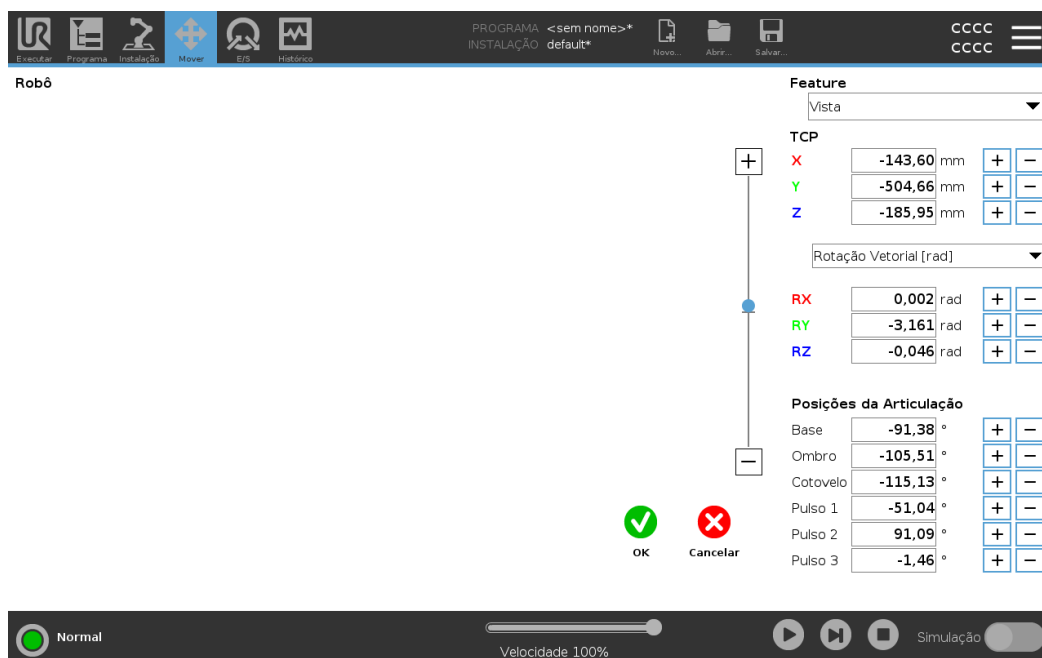 PROGRAMA <sem nome>*
INSTALAÇÃO default*
Executar Programa Instalação Mover E/S Histórico
Novo... Abrir... Salvar...
CCCC
CCCC
Robô
Feature
Vista
TCP
X -143,60 mm + −
Y -504,66 mm + −
Z -185,95 mm + −
Rotação Vetorial [rad]
RX 0,002 rad + −
RY -3,161 rad + −
RZ -0,046 rad + −
Posições da Articulação
Base -91,38 ° + −
Ombro -105,51 ° + −
Cotovelo -115,13 ° + −
Pulso 1 -51,04 ° + −
Pulso 2 91,09 ° + −
Pulso 3 -1,46 ° + −
OK Cancelar
Normal
Velocidade 100%
Simulação